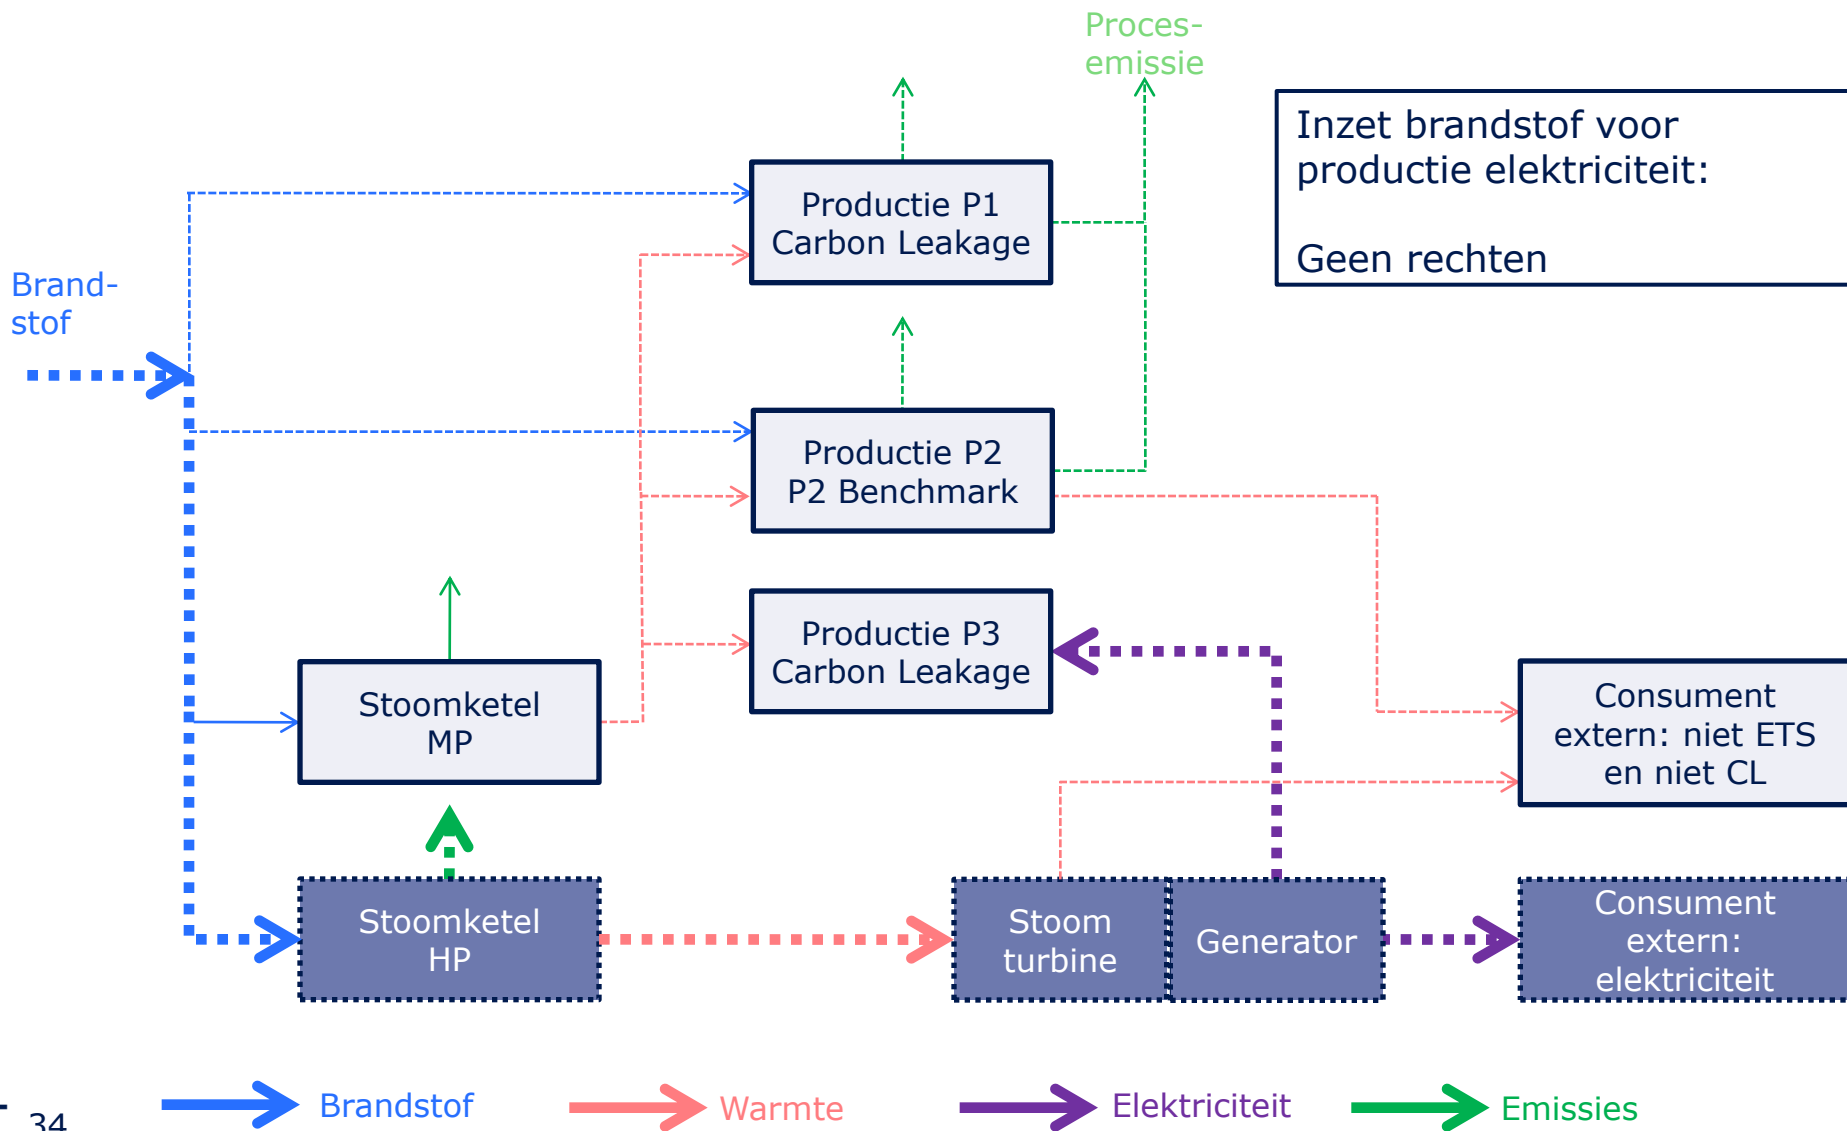 Proces-
emissie
Inzet brandstof voor
productie elektriciteit:
Geen rechten
Productie P1
Carbon Leakage
Brand-
stof
Productie P2
P2 Benchmark
Productie P3
Carbon Leakage
Stoomketel
MP
Consument
extern: niet ETS
en niet CL
Stoomketel
HP
Stoom
turbine
Generator
Consument
extern:
elektriciteit
Brandstof
Warmte
Elektriciteit
Emissies
34